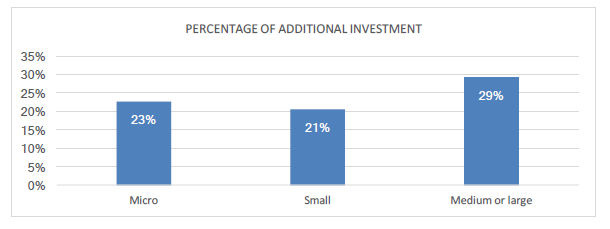 PERCENTAGE OF ADDITIONAL INVESTMENT
35%
30%
25%
20%
15%
10%
5%
0%
23%
21%
29%
Micro
Small
Medium or large